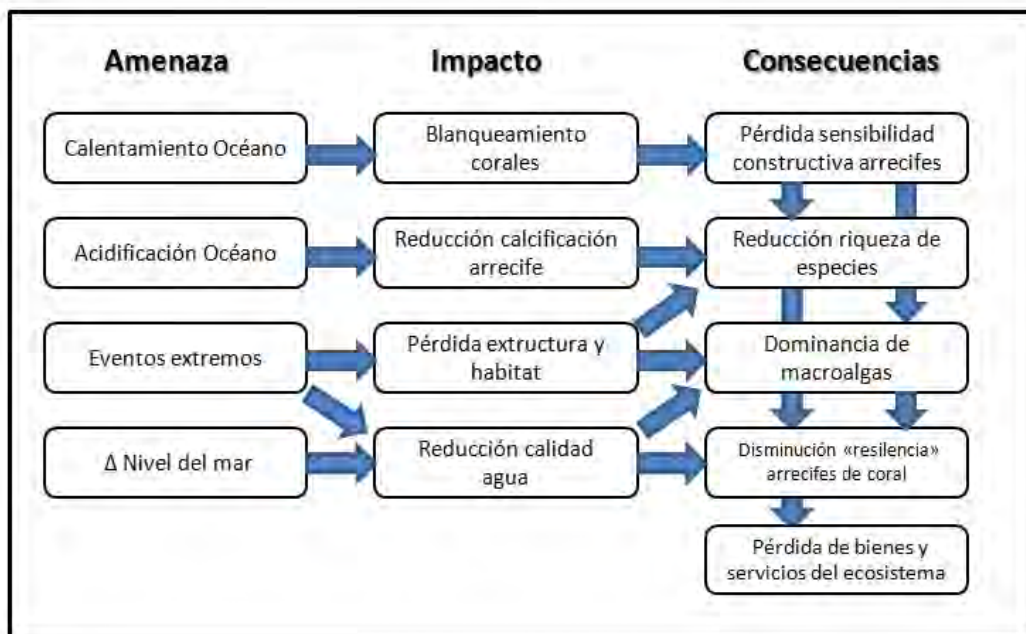 Amenaza
Impacto
Consecuencias
Calentamiento Océano
Blanqueamiento
corales
Pérdida sensibilidad
constructiva arrecifes
Acidificación Océano
Reducción calcificación
arrecife
Reducción riqueza de
especies
Eventos extremos
Pérdida extructura y
habitat
Dominancia de
macroalgas
Δ Nivel del mar
Reducción calidad
agua
Disminución «resilencia»
arrecifes de coral
Pérdida de bienes y
servicios del ecosistema